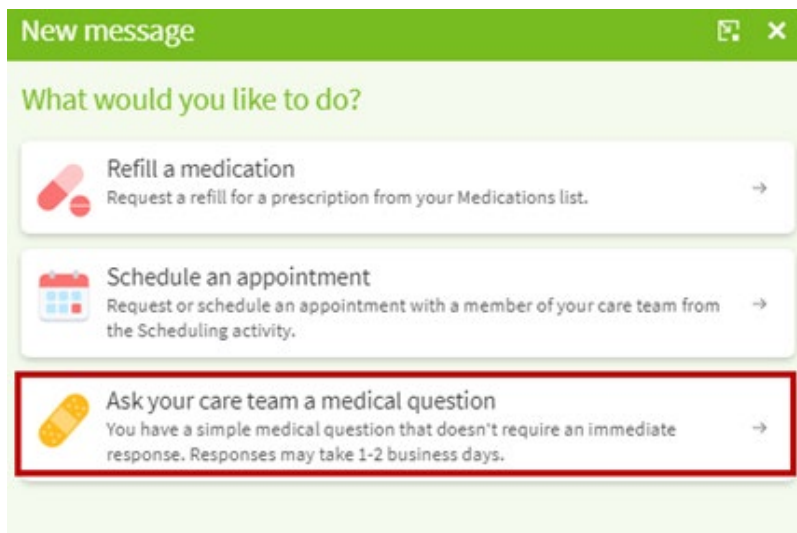 New message
What would you like to do?
Refill a medication
Request a refill for a prescription from your Medications list.
Schedule an appointment
Request or schedule an appointment with a member of your care team from
the Scheduling activity.
Ask your care team a medical question
You have a simple medical question that doesn't require an immediate
response. Responses may take 1-2 business days.